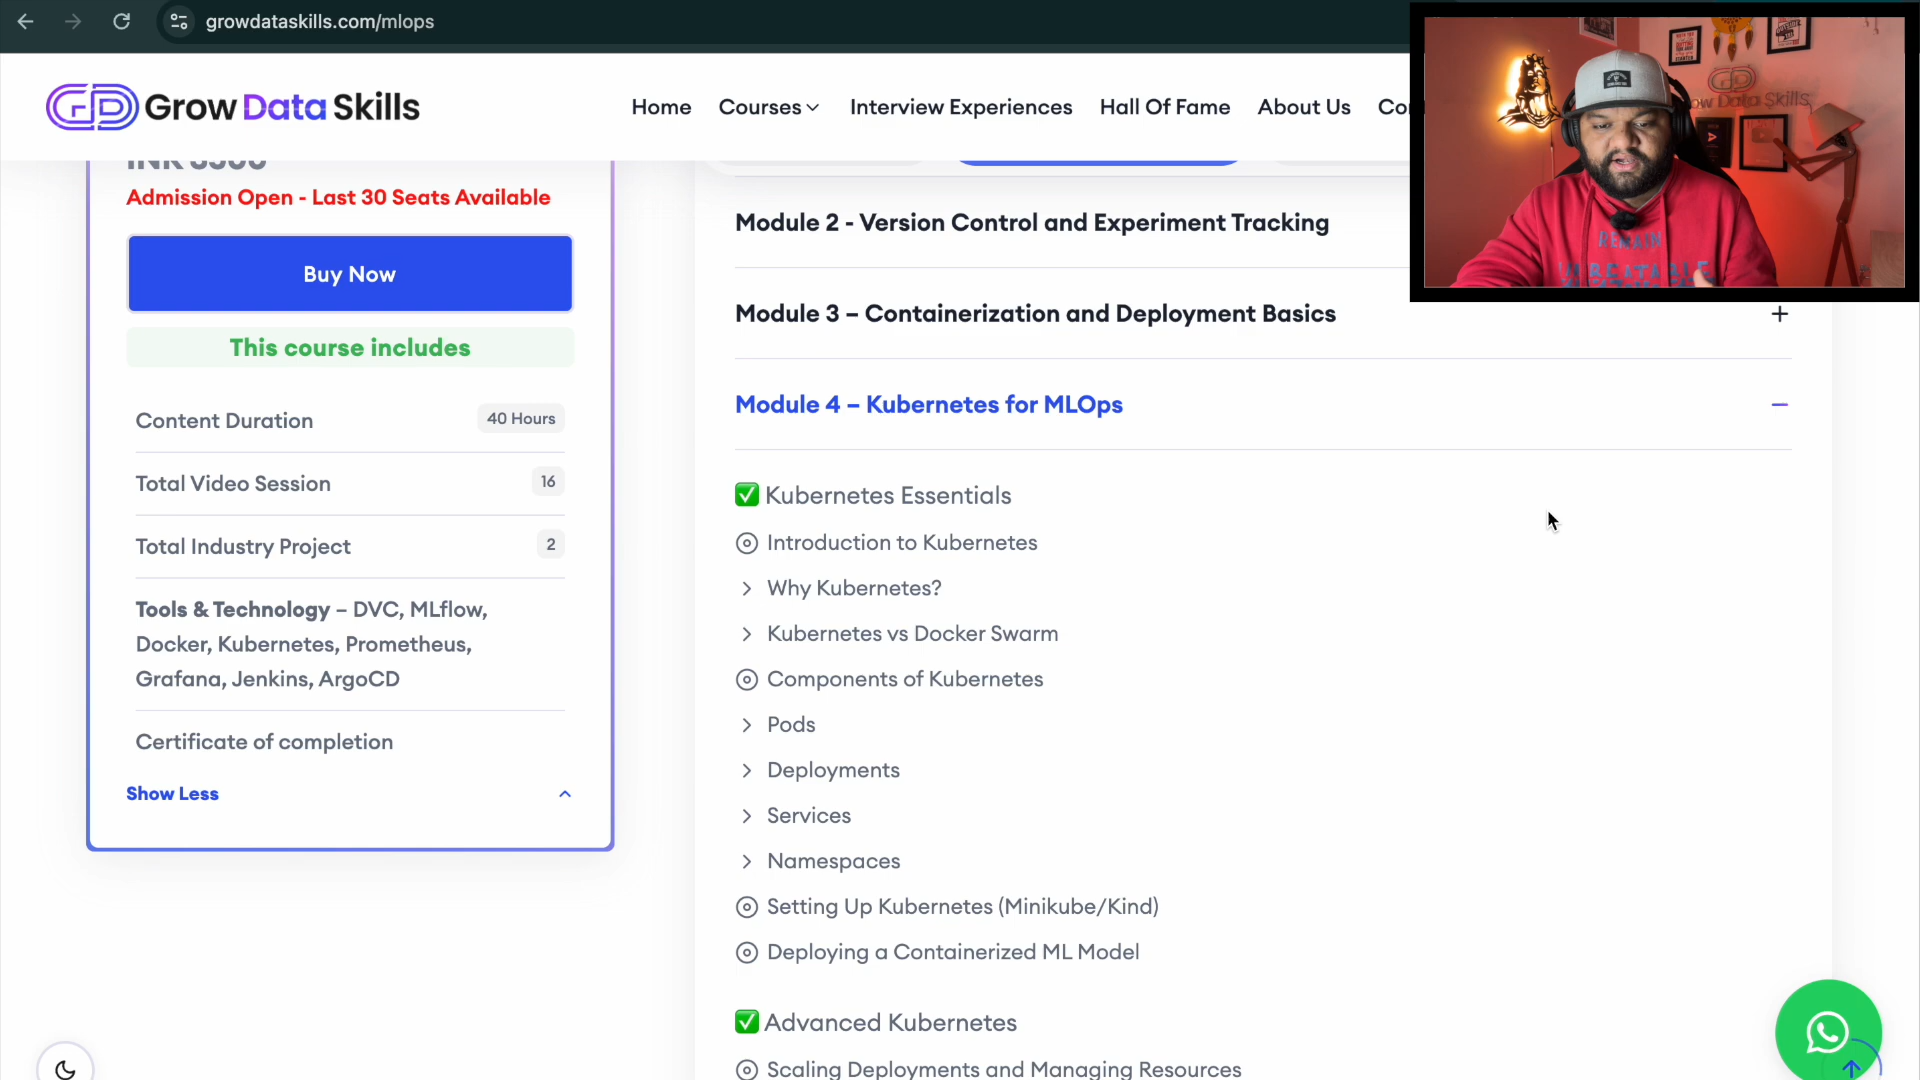 growdataskills.com/mlops
Grow Data Skills
Home Courses Interview Experiences Hall Of Fame About Us
Admission Open - Last 30 Seats Available
Buy Now
This course includes
Content Duration 40 Hours
Total Video Session 16
Total Industry Project 2
Tools & Technology – DVC, MLflow,
Docker, Kubernetes, Prometheus,
Grafana, Jenkins, ArgoCD
Certificate of completion
Show Less
Module 2 - Version Control and Experiment Tracking
Module 3 – Containerization and Deployment Basics
Module 4 – Kubernetes for MLOps
Kubernetes Essentials
Introduction to Kubernetes
Why Kubernetes?
Kubernetes vs Docker Swarm
Components of Kubernetes
Pods
Deployments
Services
Namespaces
Setting Up Kubernetes (Minikube/Kind)
Deploying a Containerized ML Model
Advanced Kubernetes
Scaling Deployments and Managing Resources
Data Skills
REMAIN